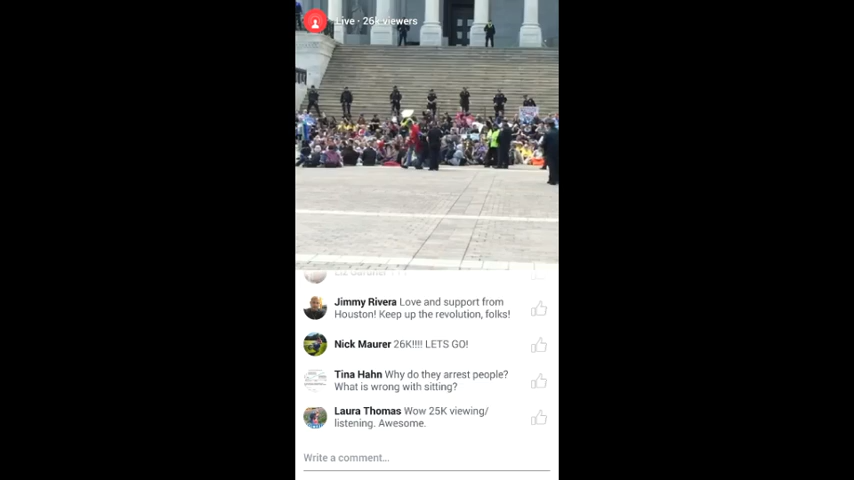 Live · 26k viewers
Jimmy Rivera Love and support from
Houston! Keep up the revolution, folks!
Nick Maurer 26K!!!! LETS GO!
Tina Hahn Why do they arrest people?
What is wrong with sitting?
Laura Thomas Wow 25K viewing/
listening. Awesome.
Write a comment...